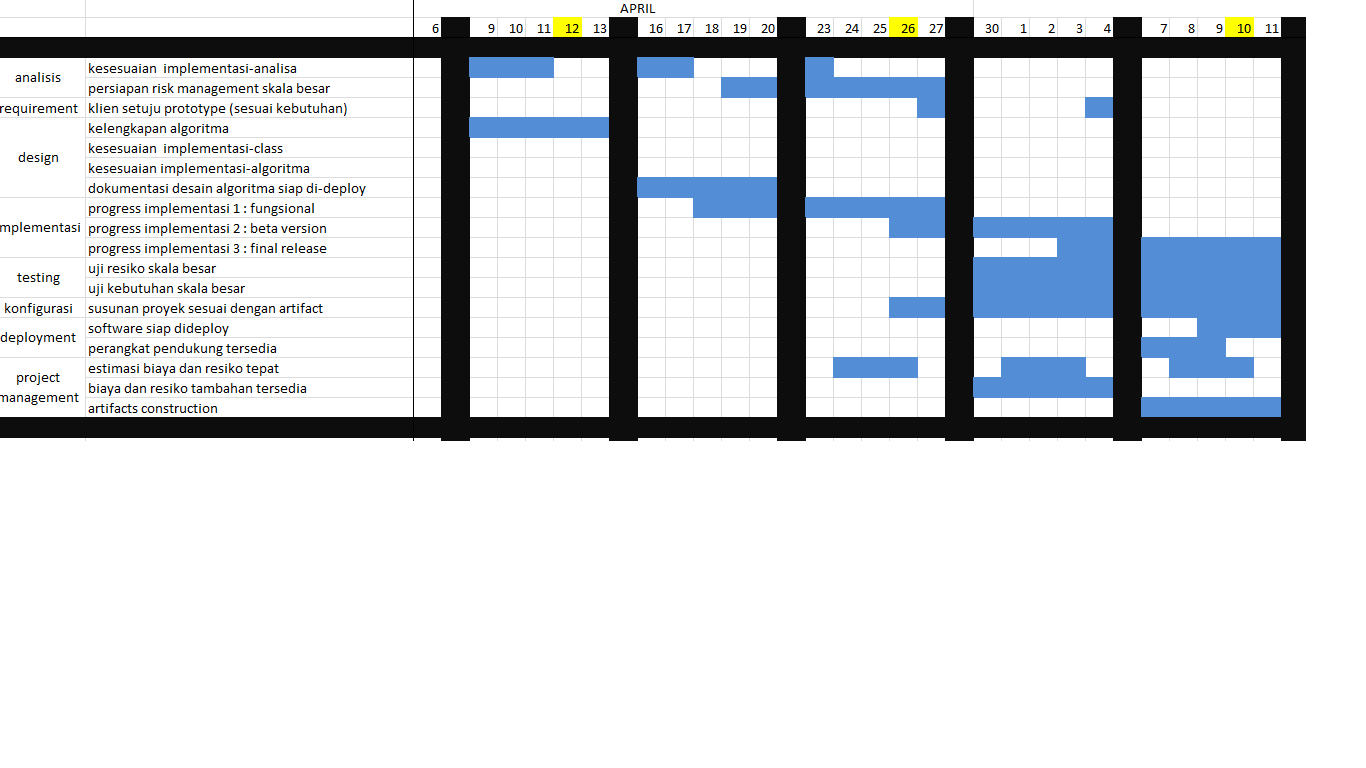 APRIL
6 9 10 11 12 13 16 17 18 19 20 23 24 25 26 27 30 1 2 3 4 7 8 9 10 11
analisis
kesesuaian implementasi-analisa
persiapan risk management skala besar
requirement
klien setuju prototype (sesuai kebutuhan)
design
kelengkapan algoritma
kesesuaian implementasi-class
kesesuaian implementasi-algoritma
dokumentasi desain algoritma siap di-deploy
mplementasi
progress implementasi 1 : fungsional
progress implementasi 2 : beta version
progress implementasi 3 : final release
testing
uji resiko skala besar
uji kebutuhan skala besar
konfigurasi
susunan proyek sesuai dengan artifact
deployment
software siap dideploy
perangkat pendukung tersedia
project
management
estimasi biaya dan resiko tepat
biaya dan resiko tambahan tersedia
artifacts construction